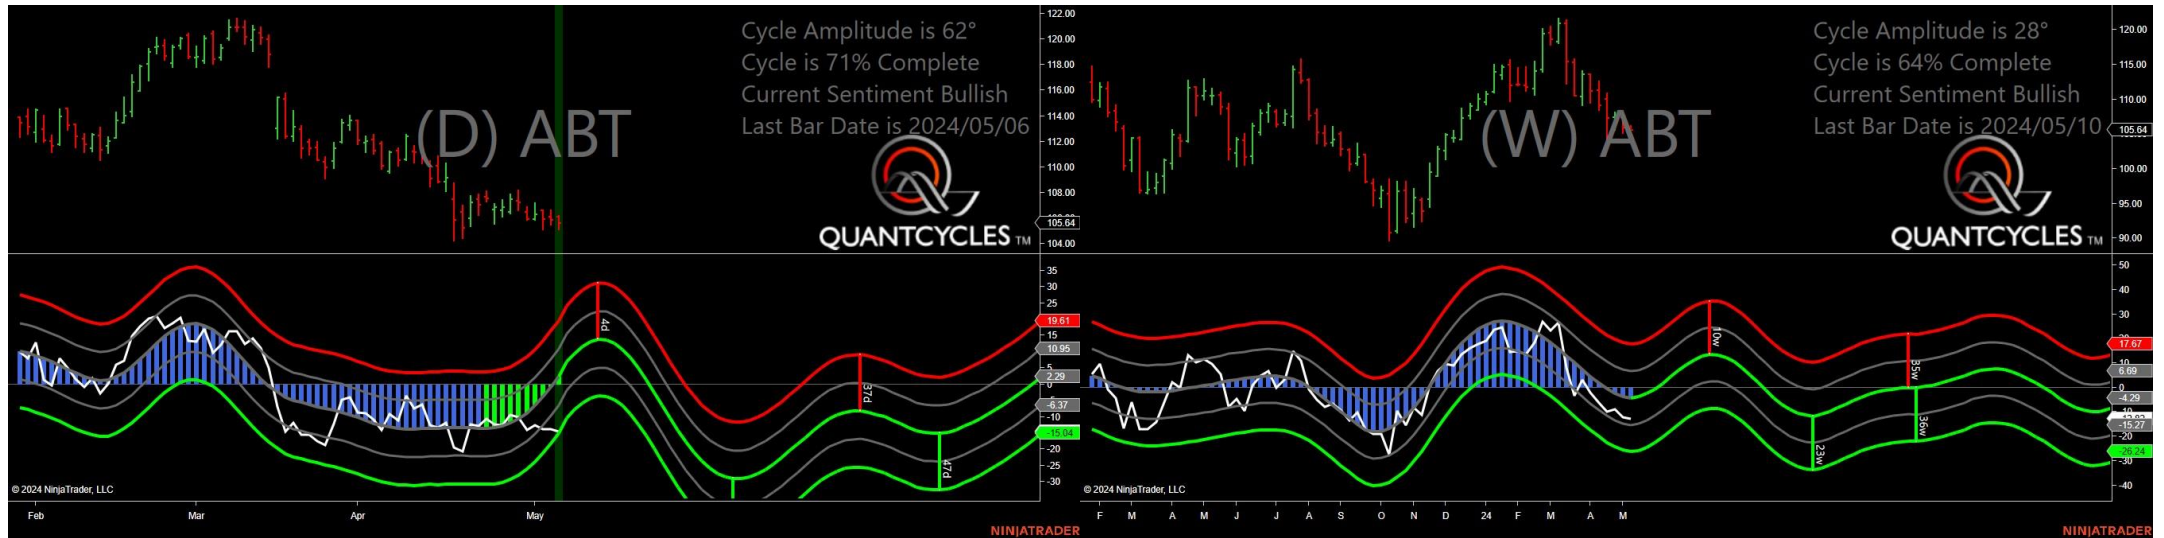 Cycle Amplitude is 62°
Cycle is 71% Complete
Current Sentiment Bullish
Last Bar Date is 2024/05/06
(D) ABT
QUANTCYCLES TM
122.00
120.00
118.00
116.00
114.00
112.00
110.00
108.00
105.64
104.00
35
30
25
19.61
15
10.95
5
2.29
-6.37
-10
-15.04
-20
-25
-30
4d
37d
47d
© 2024 NinjaTrader, LLC
Feb Mar Apr May
NINJATRADER
Cycle Amplitude is 28°
Cycle is 64% Complete
Current Sentiment Bullish
Last Bar Date is 2024/05/10
(W) ABT
QUANTCYCLES TM
120.00
115.00
110.00
105.64
100.00
95.00
90.00
50
40
30
17.67
10
6.69
0
-4.29
-15.27
-20
-26.24
-30
-40
10w
23w
35w
36w
© 2024 NinjaTrader, LLC
F M A M J J A S O N D 24 F M A M
NINJATRADER